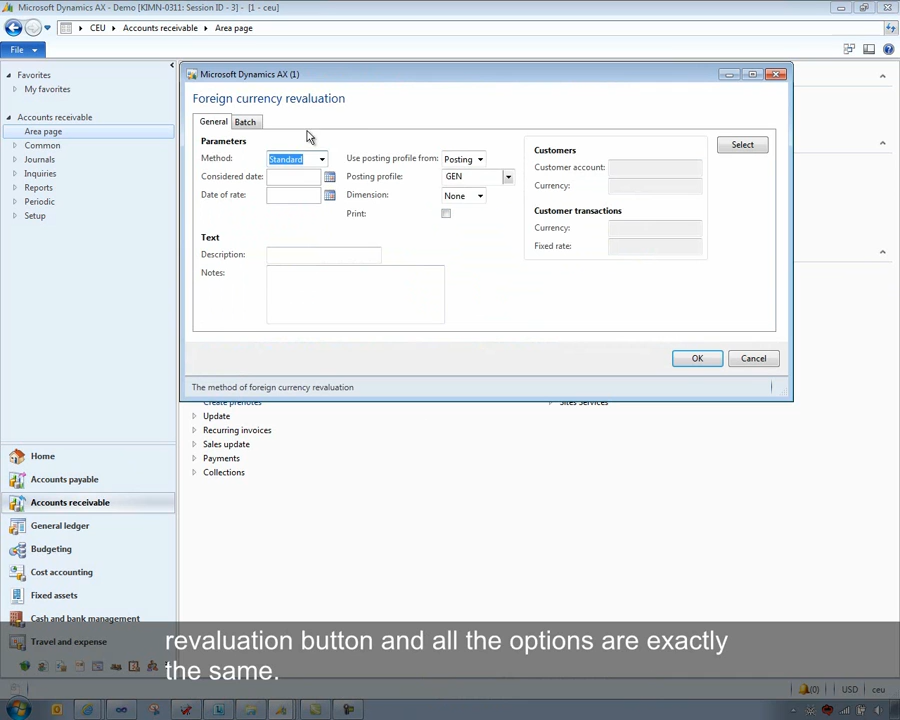 Microsoft Dynamics AX - Demo [KIMN-0311: Session ID - 3] - [1 - ceu]
CEU
Accounts receivable
Area page
File
Favorites
My favorites
Accounts receivable
Area page
Common
Journals
Inquiries
Reports
Periodic
Setup
Microsoft Dynamics AX (1)
Foreign currency revaluation
General
Batch
Parameters
Method: Standard
Considered date:
Date of rate:
Use posting profile from: Posting
Posting profile: GEN
Dimension: None
Print:
Text
Description:
Notes:
Customers
Customer account:
Currency:
Customer transactions
Currency:
Fixed rate:
Select
OK
Cancel
The method of foreign currency revaluation
Create prenotes
Sites Services
Update
Recurring invoices
Sales update
Payments
Collections
Home
Accounts payable
Accounts receivable
General ledger
Budgeting
Cost accounting
Fixed assets
Cash and bank management
Travel and expense
revaluation button and all the options are exactly
the same.
(0)
USD
ceu